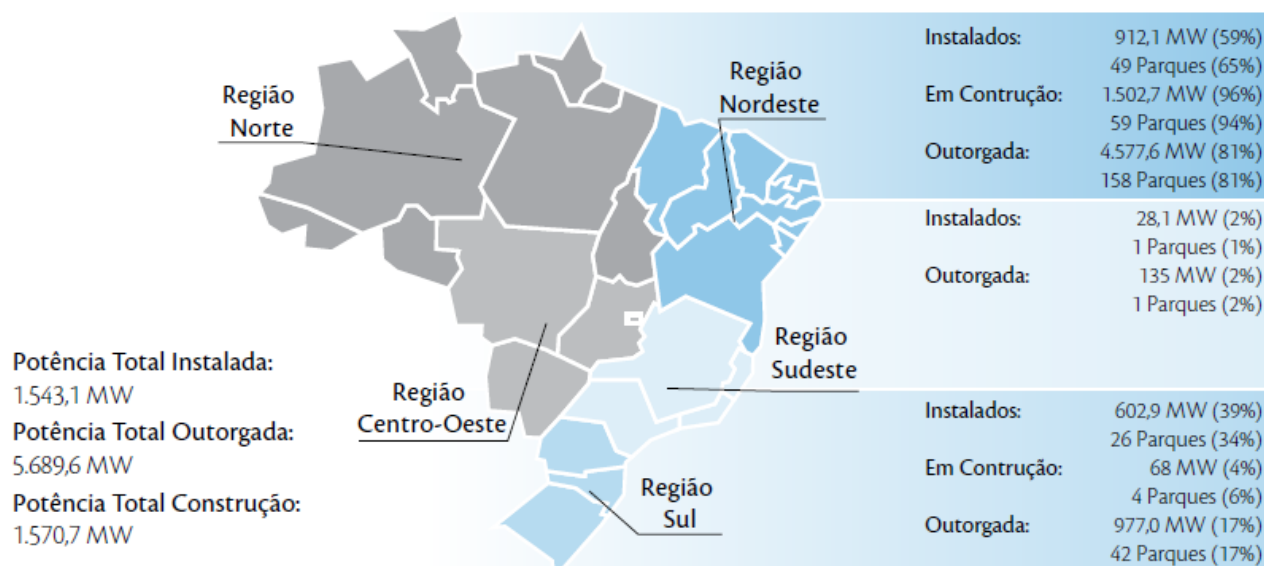 Região
Norte
Região
Nordeste
Região
Centro-Oeste
Região
Sudeste
Região
Sul
Potência Total Instalada:
1.543,1 MW
Potência Total Outorgada:
5.689,6 MW
Potência Total Construção:
1.570,7 MW
Instalados: 912,1 MW (59%)
49 Parques (65%)
Em Contrução: 1.502,7 MW (96%)
59 Parques (94%)
Outorgada: 4.577,6 MW (81%)
158 Parques (81%)
Instalados: 28,1 MW (2%)
1 Parques (1%)
Outorgada: 135 MW (2%)
1 Parques (2%)
Instalados: 602,9 MW (39%)
26 Parques (34%)
Em Contrução: 68 MW (4%)
4 Parques (6%)
Outorgada: 977,0 MW (17%)
42 Parques (17%)